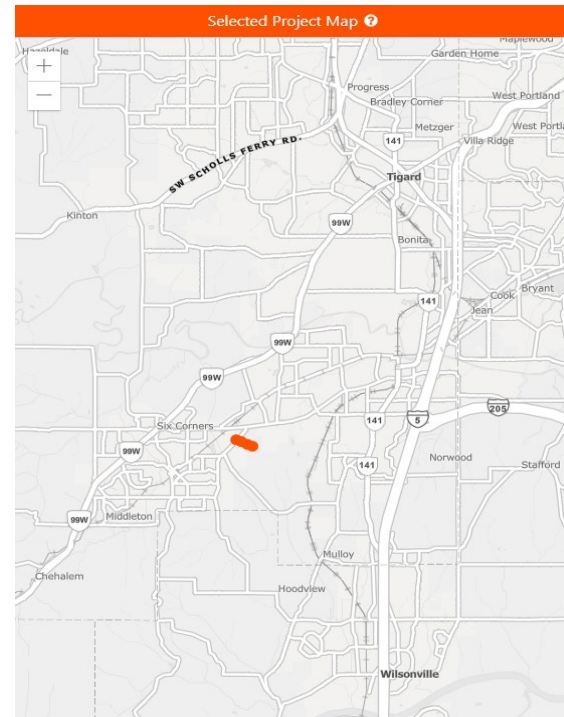 Selected Project Map ?
Maplewood
Hazeldale
Garden Home
+
−
Progress
Bradley Corner
West Portland
Metzger
West Portl
141
Villa Ridge
SW SCHOLLS FERRY RD.
Tigard
Kinton
99W
Bonita
Bryant
Cook
141
Jean
99W
99W
205
5
141
Six Corners
99W
Norwood
141
Stafford
99W
Middleton
Mulloy
Chehalem
Hoodview
Wilsonville